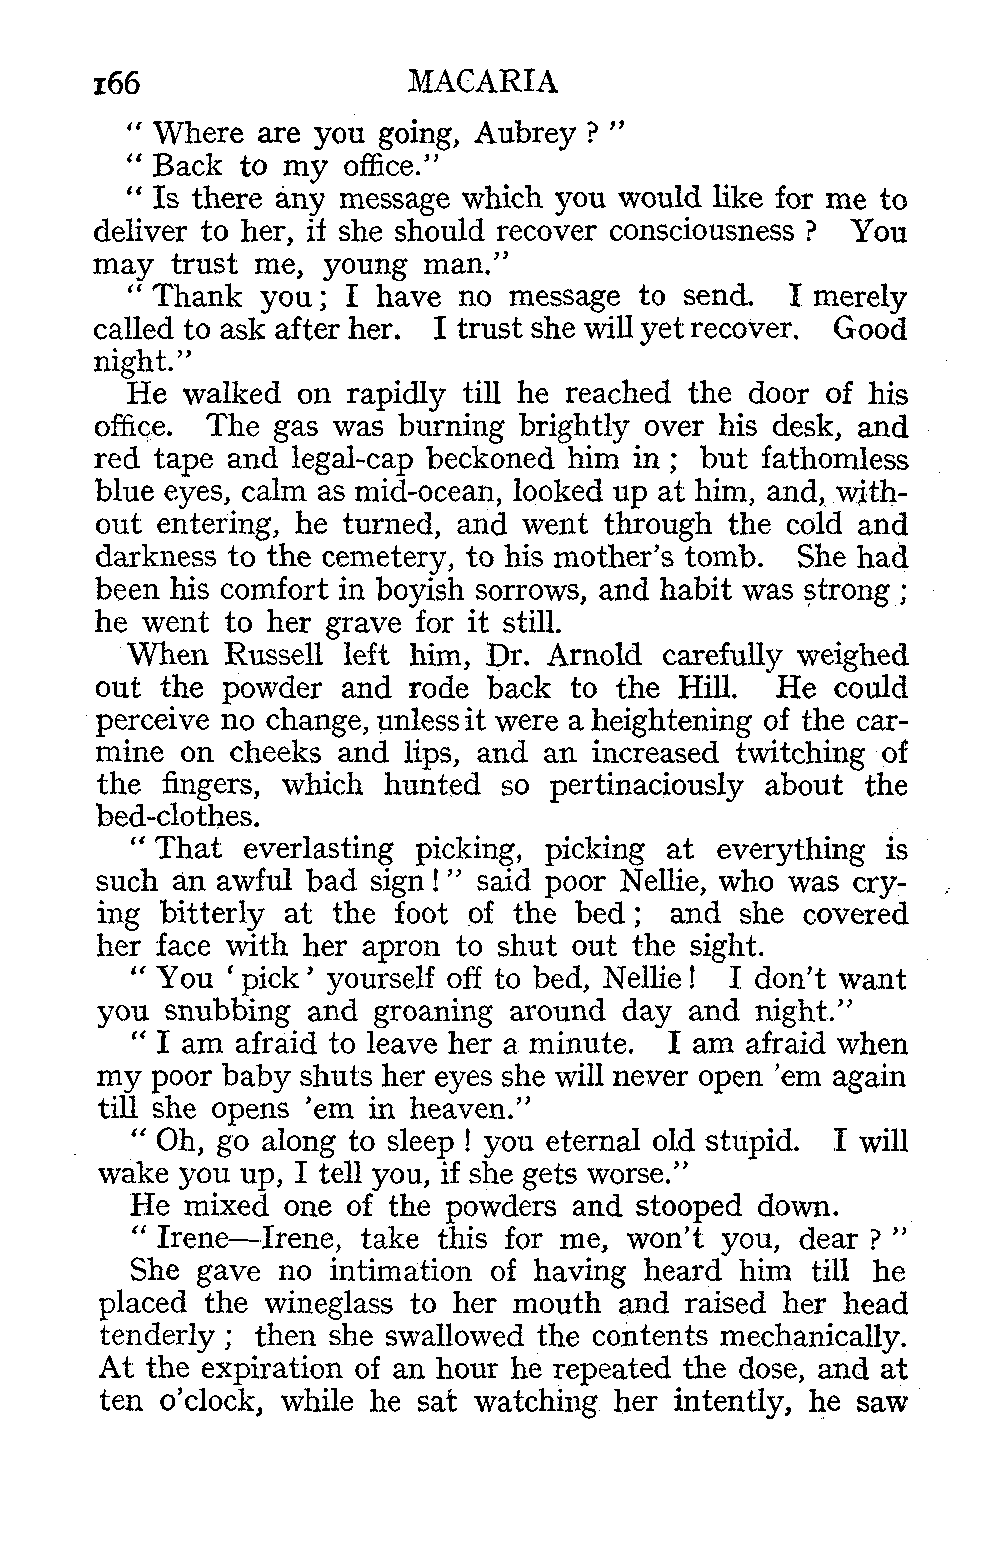 166 MACARIA
“ Where are you going, Aubrey ? ”
“ Back to my office.”
“ Is there any message which you would like for me to
deliver to her, if she should recover consciousness ? You
may trust me, young man.”
“ Thank you ; I have no message to send. I merely
called to ask after her. I trust she will yet recover. Good
night.”
He walked on rapidly till he reached the door of his
office. The gas was burning brightly over his desk, and
red tape and legal-cap beckoned him in ; but fathomless
blue eyes, calm as mid-ocean, looked up at him, and, with-
out entering, he turned, and went through the cold and
darkness to the cemetery, to his mother’s tomb. She had
been his comfort in boyish sorrows, and habit was strong ;
he went to her grave for it still.
When Russell left him, Dr. Arnold carefully weighed
out the powder and rode back to the Hill. He could
perceive no change, unless it were a heightening of the car-
mine on cheeks and lips, and an increased twitching of
the fingers, which hunted so pertinaciously about the
bed-clothes.
“ That everlasting picking, picking at everything is
such an awful bad sign ! ” said poor Nellie, who was cry-
ing bitterly at the foot of the bed ; and she covered
her face with her apron to shut out the sight.
“ You ‘ pick ’ yourself off to bed, Nellie ! I don’t want
you snubbing and groaning around day and night.”
“ I am afraid to leave her a minute. I am afraid when
my poor baby shuts her eyes she will never open ’em again
till she opens ’em in heaven.”
“ Oh, go along to sleep ! you eternal old stupid. I will
wake you up, I tell you, if she gets worse.”
He mixed one of the powders and stooped down.
“ Irene—Irene, take this for me, won’t you, dear ? ”
She gave no intimation of having heard him till he
placed the wineglass to her mouth and raised her head
tenderly ; then she swallowed the contents mechanically.
At the expiration of an hour he repeated the dose, and at
ten o’clock, while he sat watching her intently, he saw